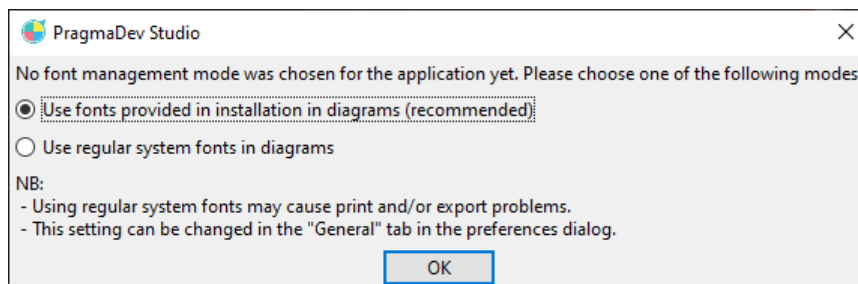 PragmaDev Studio
No font management mode was chosen for the application yet. Please choose one of the following modes
Use fonts provided in installation in diagrams (recommended)
Use regular system fonts in diagrams
NB:
- Using regular system fonts may cause print and/or export problems.
- This setting can be changed in the "General" tab in the preferences dialog.
OK